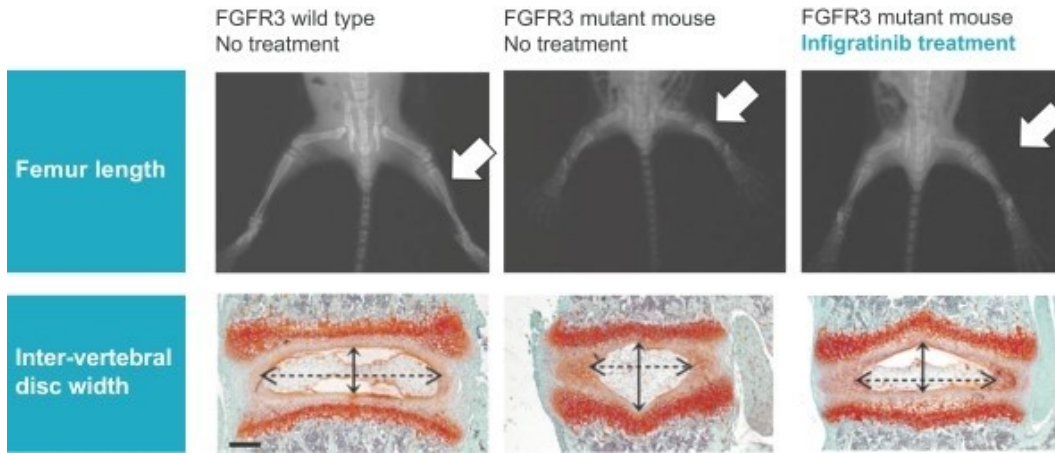 FGFR3 wild type
No treatment
FGFR3 mutant mouse
No treatment
FGFR3 mutant mouse
Infigratinib treatment
Femur length
Inter-vertebral
disc width